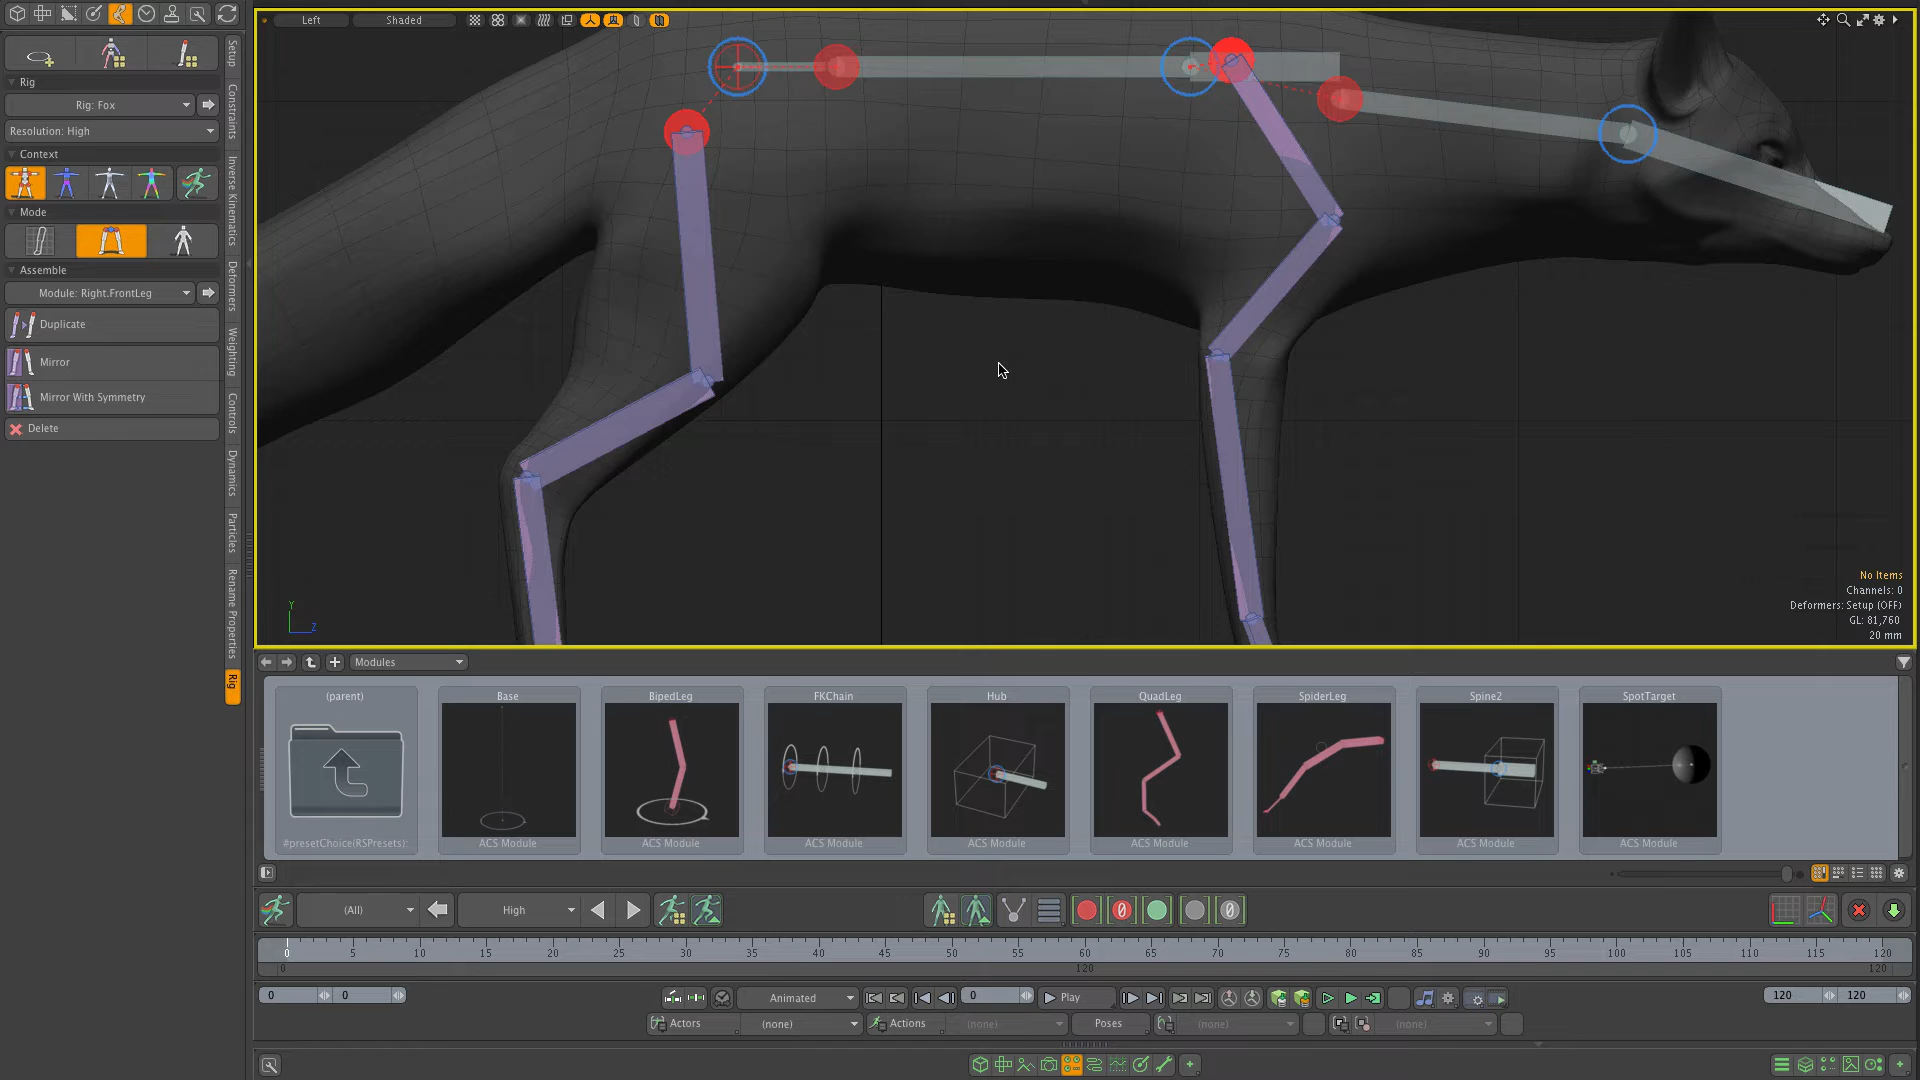 Left
Shaded
Setup
Constraints
Inverse Kinematics
Deformers
Weighting
Controls
Dynamics
Particles
Rename Properties
Rig
Rig
Rig: Fox
Resolution: High
Context
Mode
Assemble
Module: Right.FrontLeg
Duplicate
Mirror
Mirror With Symmetry
Delete
Y
Z
No Items
Channels: 0
Deformers: Setup (OFF)
GL: 81,760
20 mm
Modules
(parent)
Base
BipedLeg
FKChain
Hub
QuadLeg
SpiderLeg
Spine2
SpotTarget
#presetChoice(RSPresets):
ACS Module
ACS Module
ACS Module
ACS Module
ACS Module
ACS Module
ACS Module
ACS Module
(All)
High
0
0
0 5 10 15 20 25 30 35 40 45 50 55 60 65 70 75 80 85 90 95 100 105 110 115 120
0 120 120
0
0
Animated
0
Play
120
120
Actors
(none)
Actions
(none)
Poses
(none)
(none)